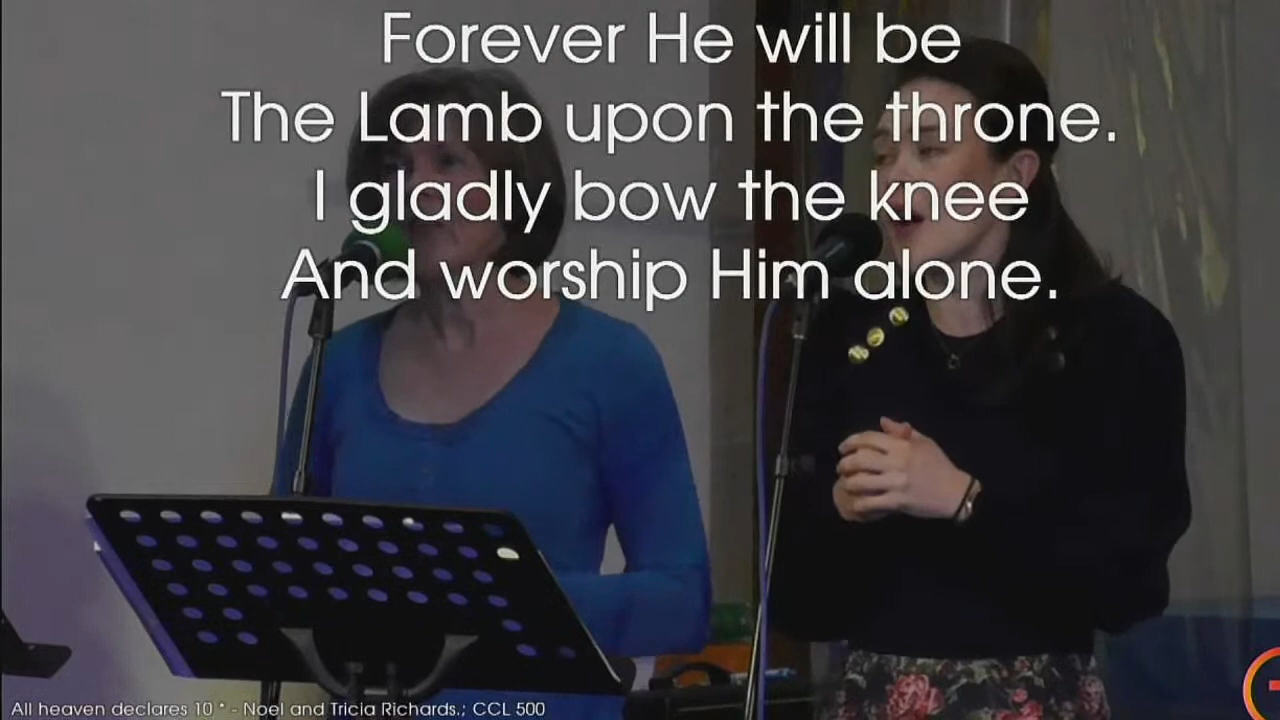 Forever He will be
The Lamb upon the throne.
I gladly bow the knee
And worship Him alone.
All heaven declares 10 * - Noel and Tricia Richards.; CCL 500